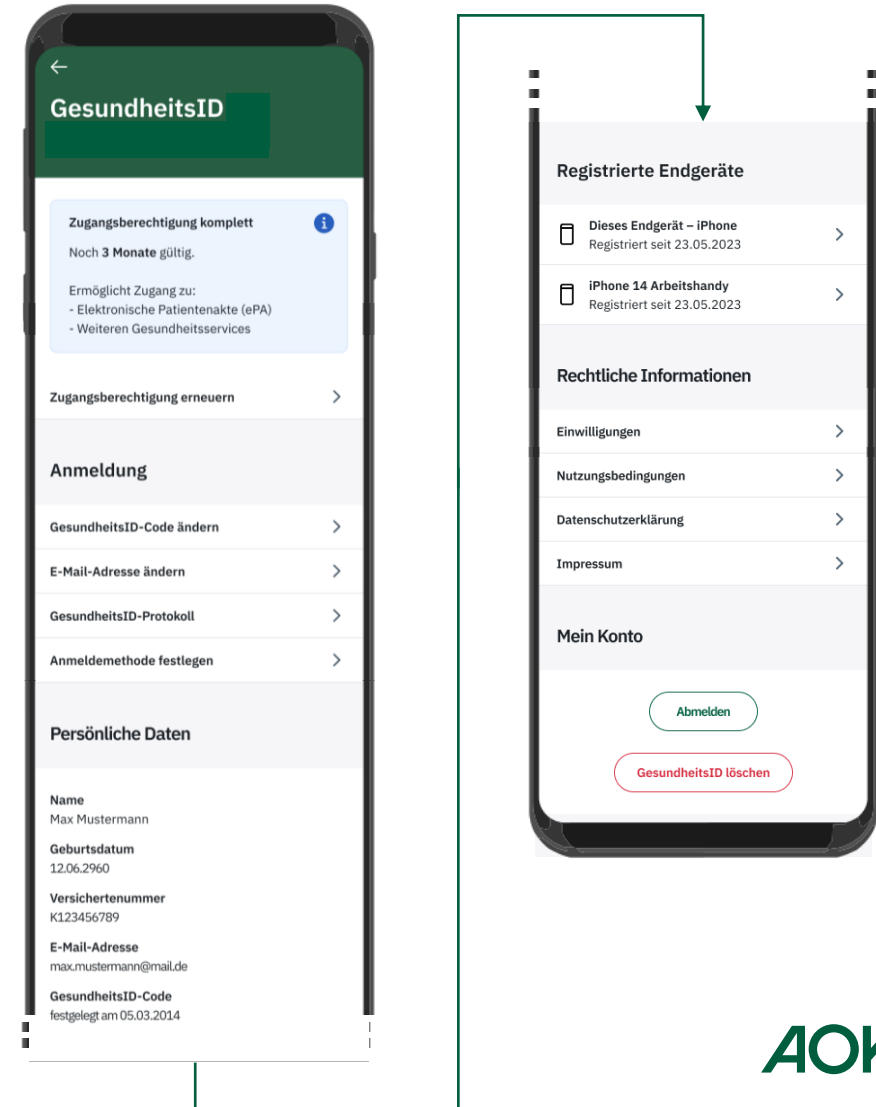 GesundheitsID
Zugangsberechtigung komplett
Noch 3 Monate gültig.
Ermöglicht Zugang zu:
- Elektronische Patientenakte (ePA)
- Weiteren Gesundheitsservices
Zugangsberechtigung erneuern
Anmeldung
GesundheitsID-Code ändern
E-Mail-Adresse ändern
GesundheitsID-Protokoll
Anmeldemethode festlegen
Persönliche Daten
Name
Max Mustermann
Geburtsdatum
12.06.2960
Versichertenummer
K123456789
E-Mail-Adresse
max.mustermann@mail.de
GesundheitsID-Code
festgelegt am 05.03.2014
Registrierte Endgeräte
Dieses Endgerät – iPhone
Registriert seit 23.05.2023
iPhone 14 Arbeitshandy
Registriert seit 23.05.2023
Rechtliche Informationen
Einwilligungen
Nutzungsbedingungen
Datenschutzerklärung
Impressum
Mein Konto
Abmelden
GesundheitsID löschen
AOK